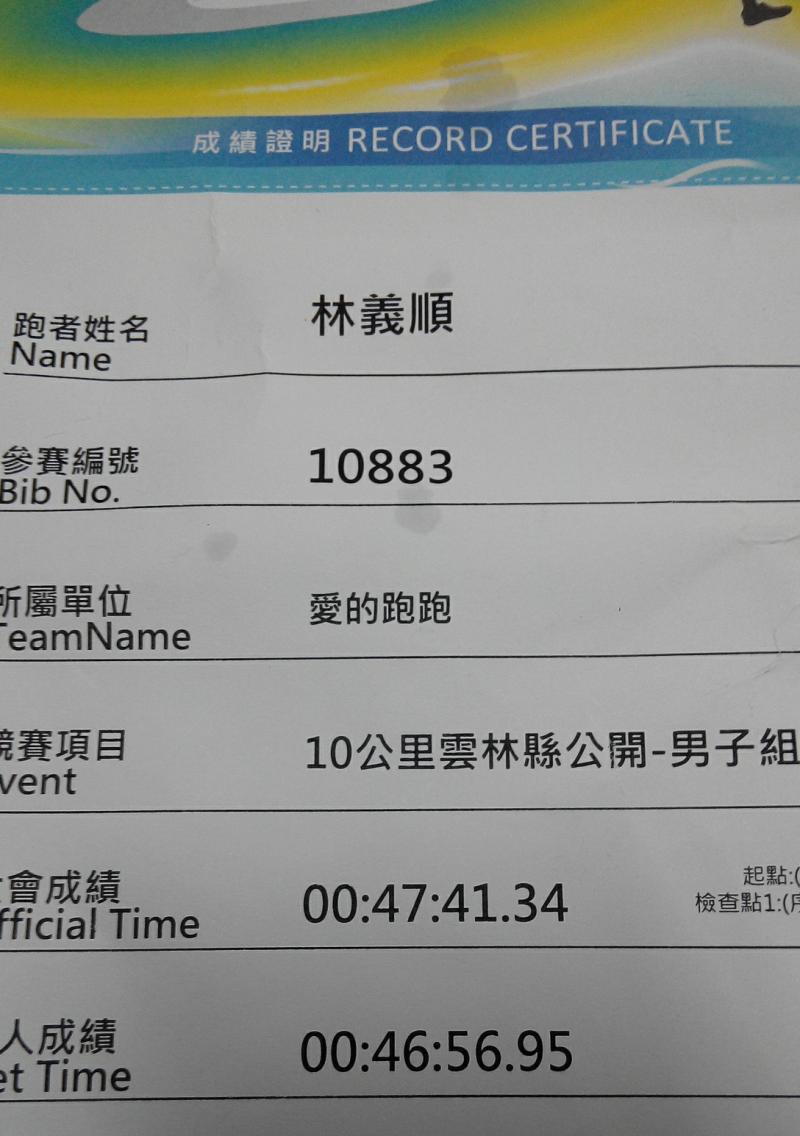 成績證明 RECORD CERTIFICATE
跑者姓名 林義順
Name
參賽編號 10883
Bib No.
所屬單位 愛的跑跑
TeamName
競賽項目 10公里雲林縣公開-男子組
vent
會成績 00:47:41.34 起點:(
fficial Time 檢查點1:(
人成績 00:46:56.95
et Time